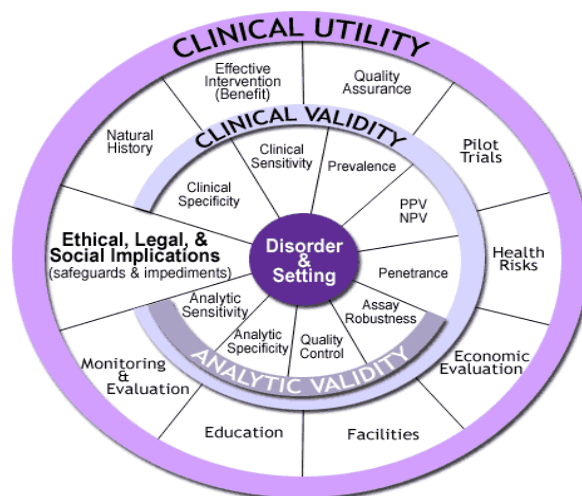 CLINICAL UTILITY
Effective
Intervention
(Benefit)
Quality
Assurance
Natural
History
CLINICAL VALIDITY
Pilot
Trials
Clinical
Sensitivity
Prevalence
Clinical
Specificity
PPV
NPV
Ethical, Legal, &
Social Implications
(safeguards & impediments)
Disorder
&
Setting
Health
Risks
Penetrance
Analytic
Sensitivity
Assay
Robustness
Analytic
Specificity
Quality
Control
ANALYTIC VALIDITY
Monitoring
&
Evaluation
Economic
Evaluation
Education
Facilities